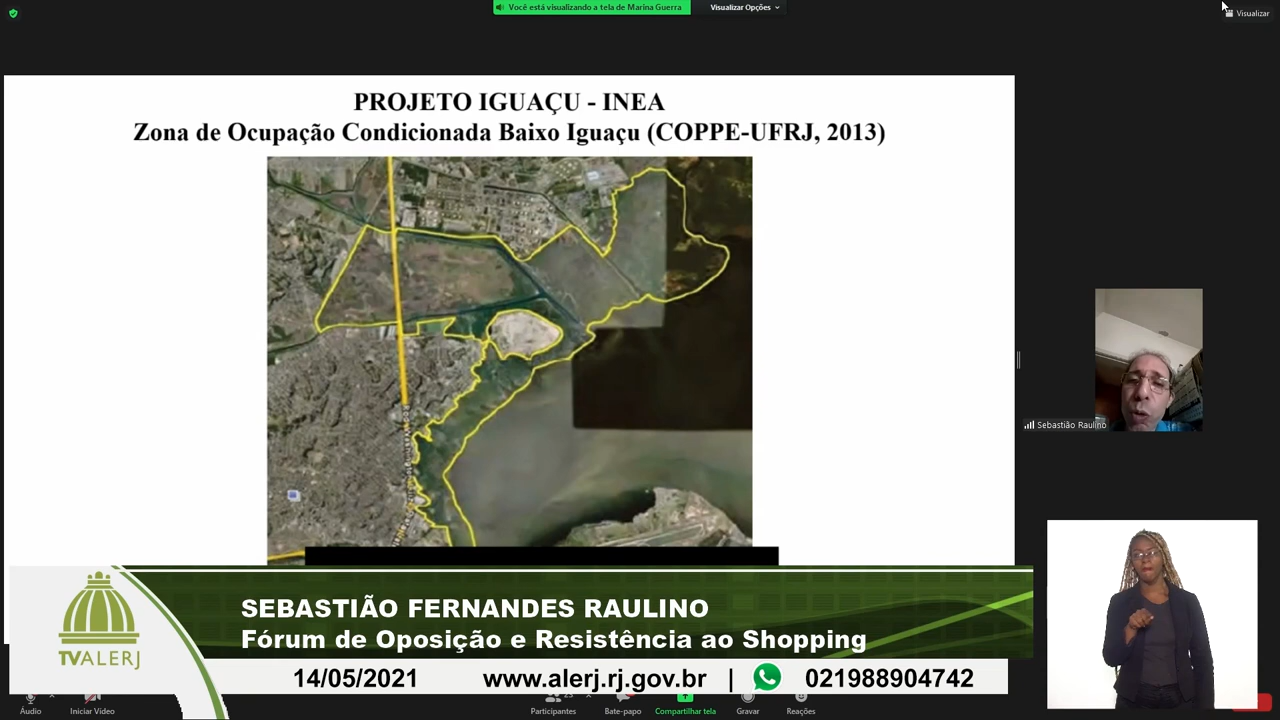 Você está visualizando a tela de Marina Guerra
Visualizar Opções
Visualizar
PROJETO IGUAÇU - INEA
Zona de Ocupação Condicionada Baixo Iguaçu (COPPE-UFRJ, 2013)
Sebastião Raulino
SEBASTIÃO FERNANDES RAULINO
Fórum de Oposição e Resistência ao Shopping
TVALERJ
14/05/2021
www.alerj.rj.gov.br | 021988904742
Áudio
Iniciar Vídeo
Participantes
Bate-papo
Compartilhar tela
Gravar
Reações